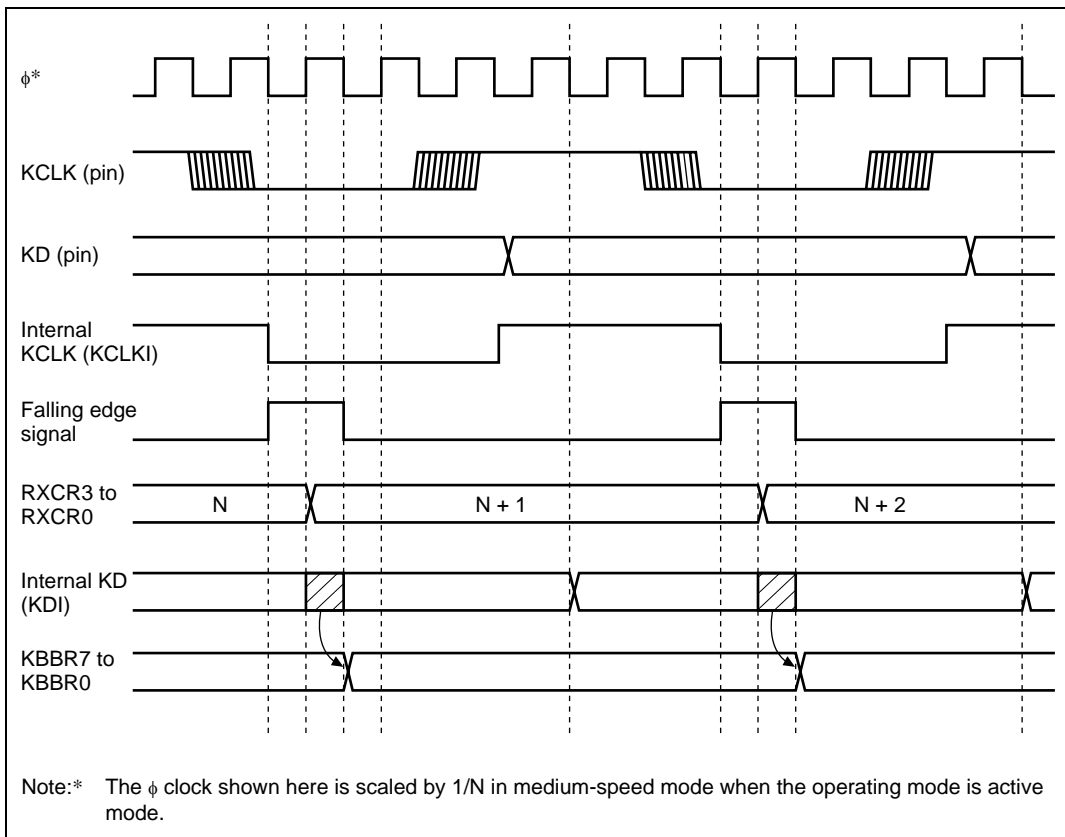 ϕ*
KCLK (pin)
KD (pin)
Internal
KCLK (KCLKI)
Falling edge
signal
RXCR3 to
RXCR0
N
N + 1
N + 2
Internal KD
(KDI)
KBBR7 to
KBBR0
Note:* The ϕ clock shown here is scaled by 1/N in medium-speed mode when the operating mode is active
mode.